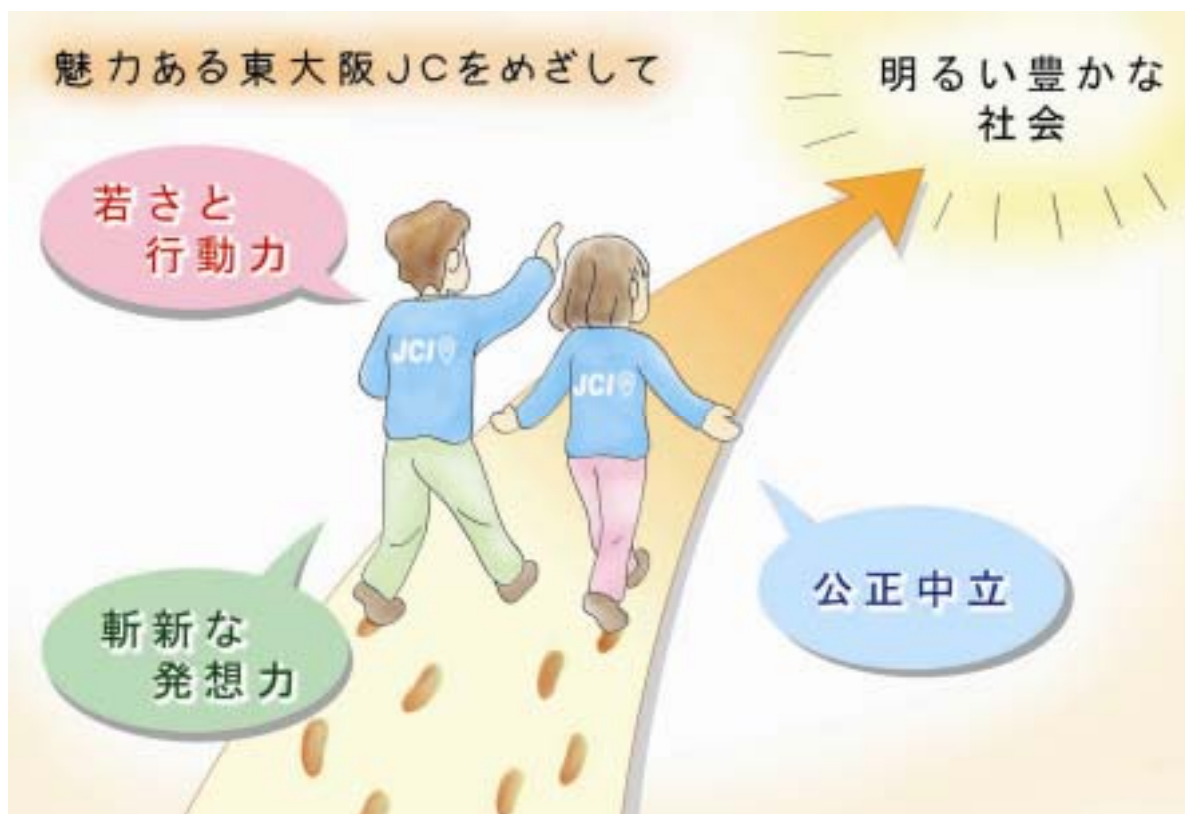 魅力ある東大阪JCをめざして
明るい豊かな
社会
若さと
行動力
JCI
JCI
斬新な
発想力
公正中立